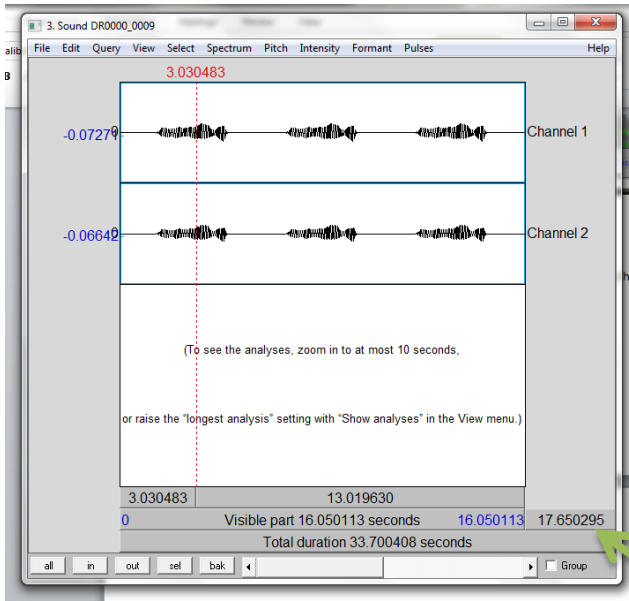 3. Sound DR0000_0009
File Edit Query View Select Spectrum Pitch Intensity Formant Pulses Help
3.030483
-0.07271 0 Channel 1
-0.06642 0 Channel 2
(To see the analyses, zoom in to at most 10 seconds,
or raise the "longest analysis" setting with "Show analyses" in the View menu.)
3.030483 13.019630
0 Visible part 16.050113 seconds 16.050113 17.650295
Total duration 33.700408 seconds
all in out sel bak Group